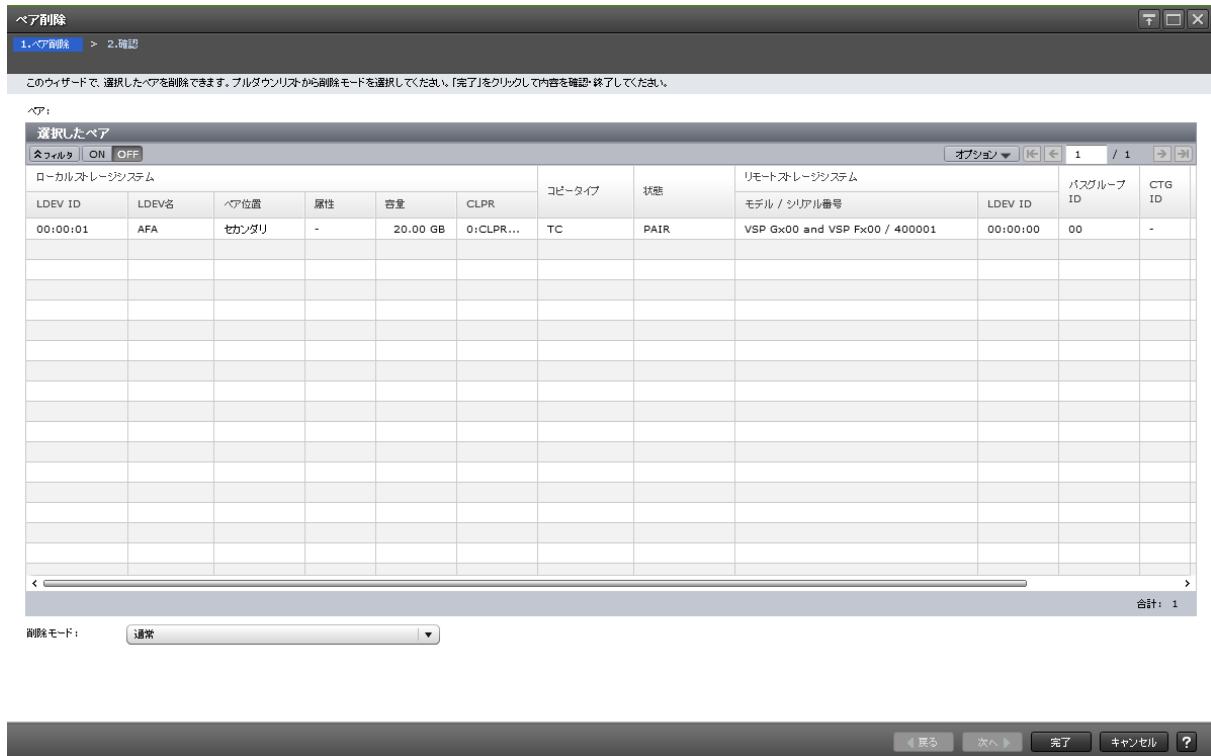 ペア削除
1.ペア削除 > 2.確認
このウィザードで、選択したペアを削除できます。プルダウンリストから削除モードを選択してください。「完了」をクリックして内容を確認・終了してください。
ペア:
選択したペア
フィルタ ON OFF オプション 1 / 1
ローカルストレージシステム コピータイプ 状態 リモートストレージシステム パスグループ ID CTG ID
LDEV ID LDEV名 ペア位置 属性 容量 CLPR モデル / シリアル番号 LDEV ID
00:00:01 AFA セカンダリ - 20.00 GB 0:CLPR... TC PAIR VSP Gx00 and VSP Fx00 / 400001 00:00:00 00 -
合計: 1
削除モード: 通常
戻る 次へ 完了 キャンセル ?